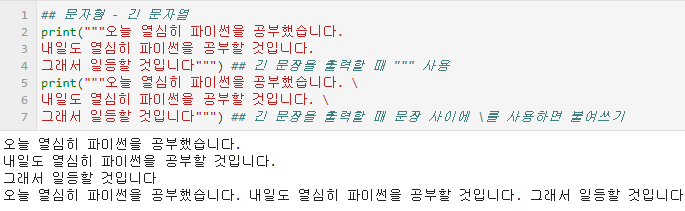 1 ## 문자형 - 긴 문자열
2 print("""오늘 열심히 파이썬을 공부했습니다.
3 내일도 열심히 파이썬을 공부할 것입니다.
4 그래서 일등할 것입니다""") ## 긴 문장을 출력할 때 """ 사용
5 print("""오늘 열심히 파이썬을 공부했습니다. \
6 내일도 열심히 파이썬을 공부할 것입니다. \
7 그래서 일등할 것입니다""") ## 긴 문장을 출력할 때 문장 사이에 \를 사용하면 붙여쓰기
오늘 열심히 파이썬을 공부했습니다.
내일도 열심히 파이썬을 공부할 것입니다.
그래서 일등할 것입니다
오늘 열심히 파이썬을 공부했습니다. 내일도 열심히 파이썬을 공부할 것입니다. 그래서 일등할 것입니다